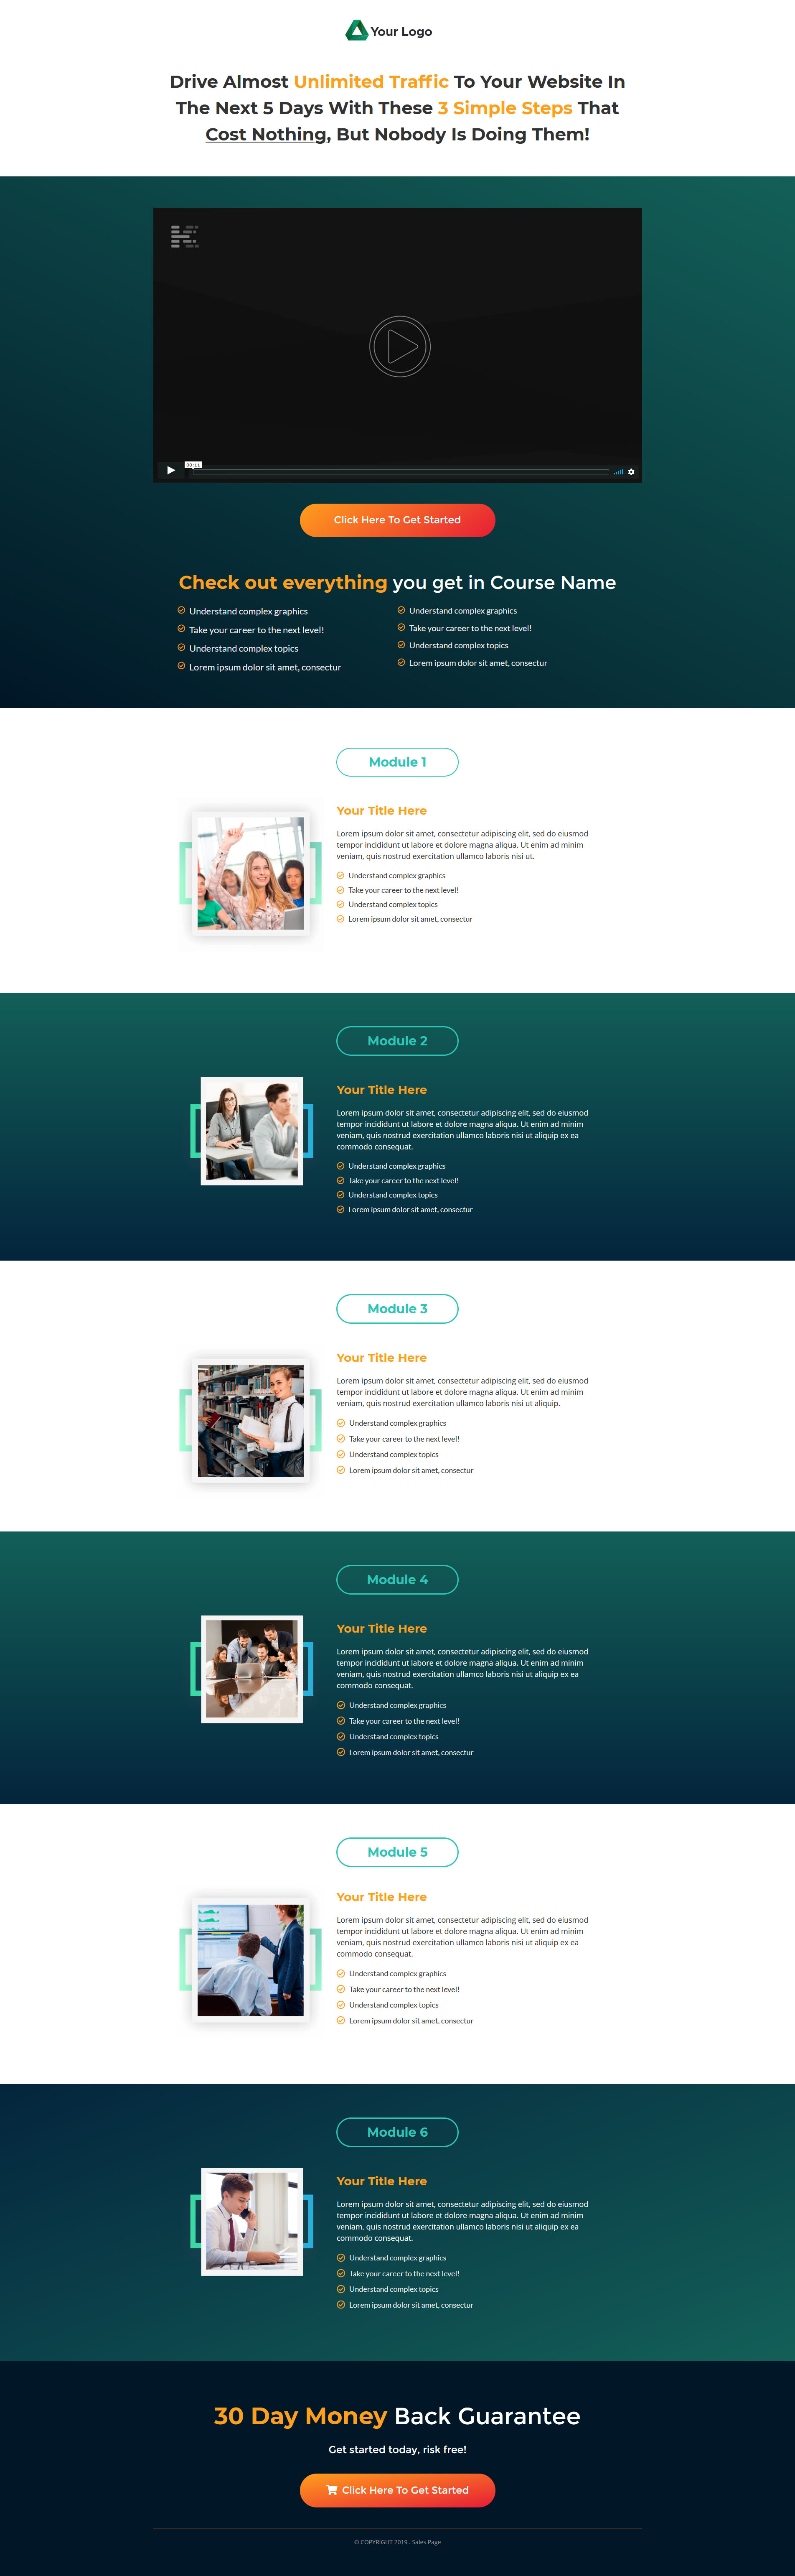 Your Logo
Drive Almost Unlimited Traffic To Your Website In
The Next 5 Days With These 3 Simple Steps That
Cost Nothing, But Nobody Is Doing Them!
00:11
Click Here To Get Started
Check out everything you get in Course Name
Understand complex graphics
Take your career to the next level!
Understand complex topics
Lorem ipsum dolor sit amet, consectur
Understand complex graphics
Take your career to the next level!
Understand complex topics
Lorem ipsum dolor sit amet, consectur
Module 1
Your Title Here
Lorem ipsum dolor sit amet, consectetur adipiscing elit, sed do eiusmod
tempor incididunt ut labore et dolore magna aliqua. Ut enim ad minim
veniam, quis nostrud exercitation ullamco laboris nisi ut.
Understand complex graphics
Take your career to the next level!
Understand complex topics
Lorem ipsum dolor sit amet, consectur
Module 2
Your Title Here
Lorem ipsum dolor sit amet, consectetur adipiscing elit, sed do eiusmod
tempor incididunt ut labore et dolore magna aliqua. Ut enim ad minim
veniam, quis nostrud exercitation ullamco laboris nisi ut aliquip ex ea
commodo consequat.
Understand complex graphics
Take your career to the next level!
Understand complex topics
Lorem ipsum dolor sit amet, consectur
Module 3
Your Title Here
Lorem ipsum dolor sit amet, consectetur adipiscing elit, sed do eiusmod
tempor incididunt ut labore et dolore magna aliqua. Ut enim ad minim
veniam, quis nostrud exercitation ullamco laboris nisi ut aliquip.
Understand complex graphics
Take your career to the next level!
Understand complex topics
Lorem ipsum dolor sit amet, consectur
Module 4
Your Title Here
Lorem ipsum dolor sit amet, consectetur adipiscing elit, sed do eiusmod
tempor incididunt ut labore et dolore magna aliqua. Ut enim ad minim
veniam, quis nostrud exercitation ullamco laboris nisi ut aliquip ex ea
commodo consequat.
Understand complex graphics
Take your career to the next level!
Understand complex topics
Lorem ipsum dolor sit amet, consectur
Module 5
Your Title Here
Lorem ipsum dolor sit amet, consectetur adipiscing elit, sed do eiusmod
tempor incididunt ut labore et dolore magna aliqua. Ut enim ad minim
veniam, quis nostrud exercitation ullamco laboris nisi ut aliquip ex ea
commodo consequat.
Understand complex graphics
Take your career to the next level!
Understand complex topics
Lorem ipsum dolor sit amet, consectur
Module 6
Your Title Here
Lorem ipsum dolor sit amet, consectetur adipiscing elit, sed do eiusmod
tempor incididunt ut labore et dolore magna aliqua. Ut enim ad minim
veniam, quis nostrud exercitation ullamco laboris nisi ut aliquip ex ea
commodo consequat.
Understand complex graphics
Take your career to the next level!
Understand complex topics
Lorem ipsum dolor sit amet, consectur
30 Day Money Back Guarantee
Get started today, risk free!
Click Here To Get Started
© COPYRIGHT 2019 . Sales Page